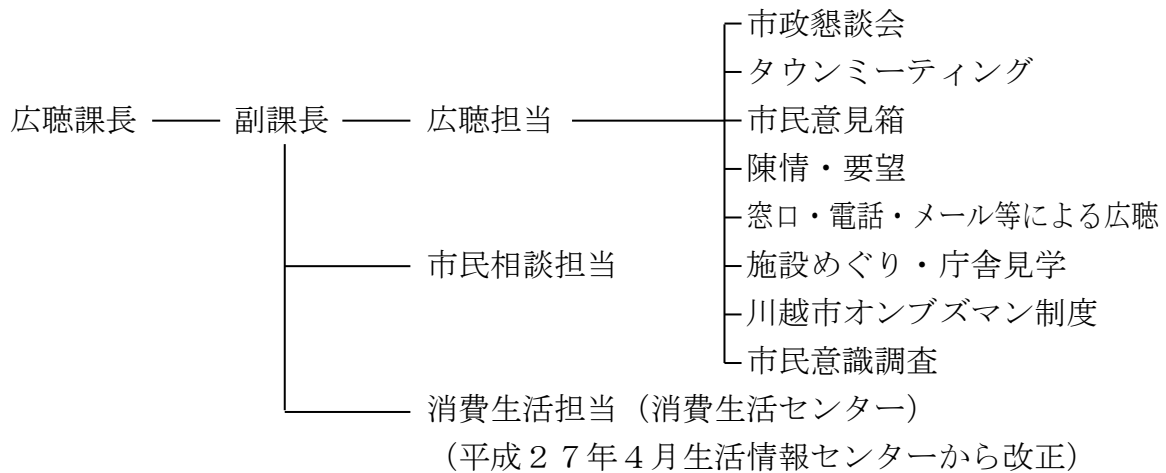 市政懇談会
タウンミーティング
広聴課長 副課長 広聴担当 市民意見箱
陳情・要望
窓口・電話・メール等による広聴
市民相談担当 施設めぐり・庁舎見学
川越市オンブズマン制度
市民意識調査
消費生活担当（消費生活センター）
（平成２７年４月生活情報センターから改正）